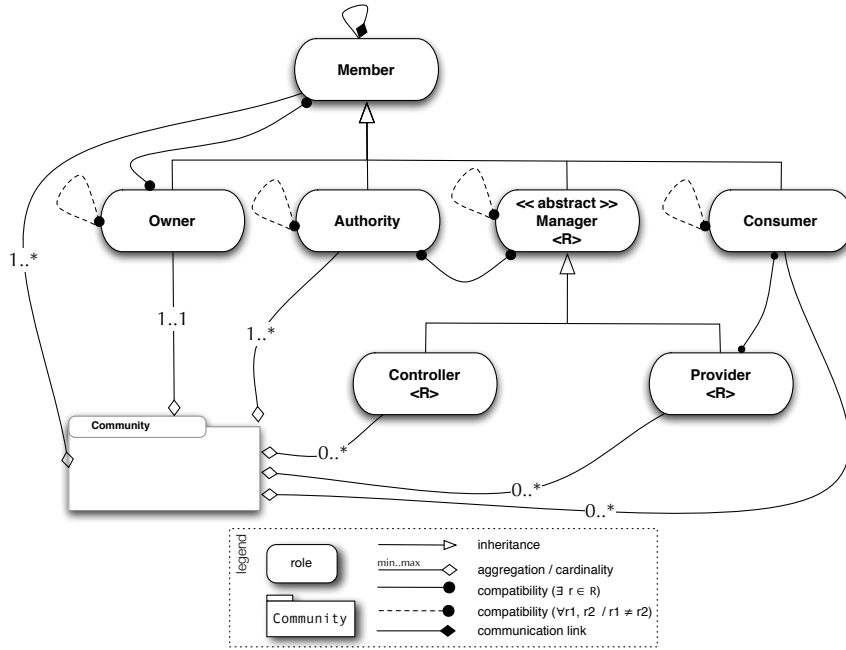 Member
Owner
Authority
<< abstract >>
Manager
<R>
Consumer
1..*
1..1
1..*
Controller
<R>
Provider
<R>
Community
0..*
0..*
0..*
legend
role
Community
inheritance
min..max
aggregation / cardinality
compatibility (∃ r ∈ R)
compatibility (∀r1, r2 / r1 ≠ r2)
communication link